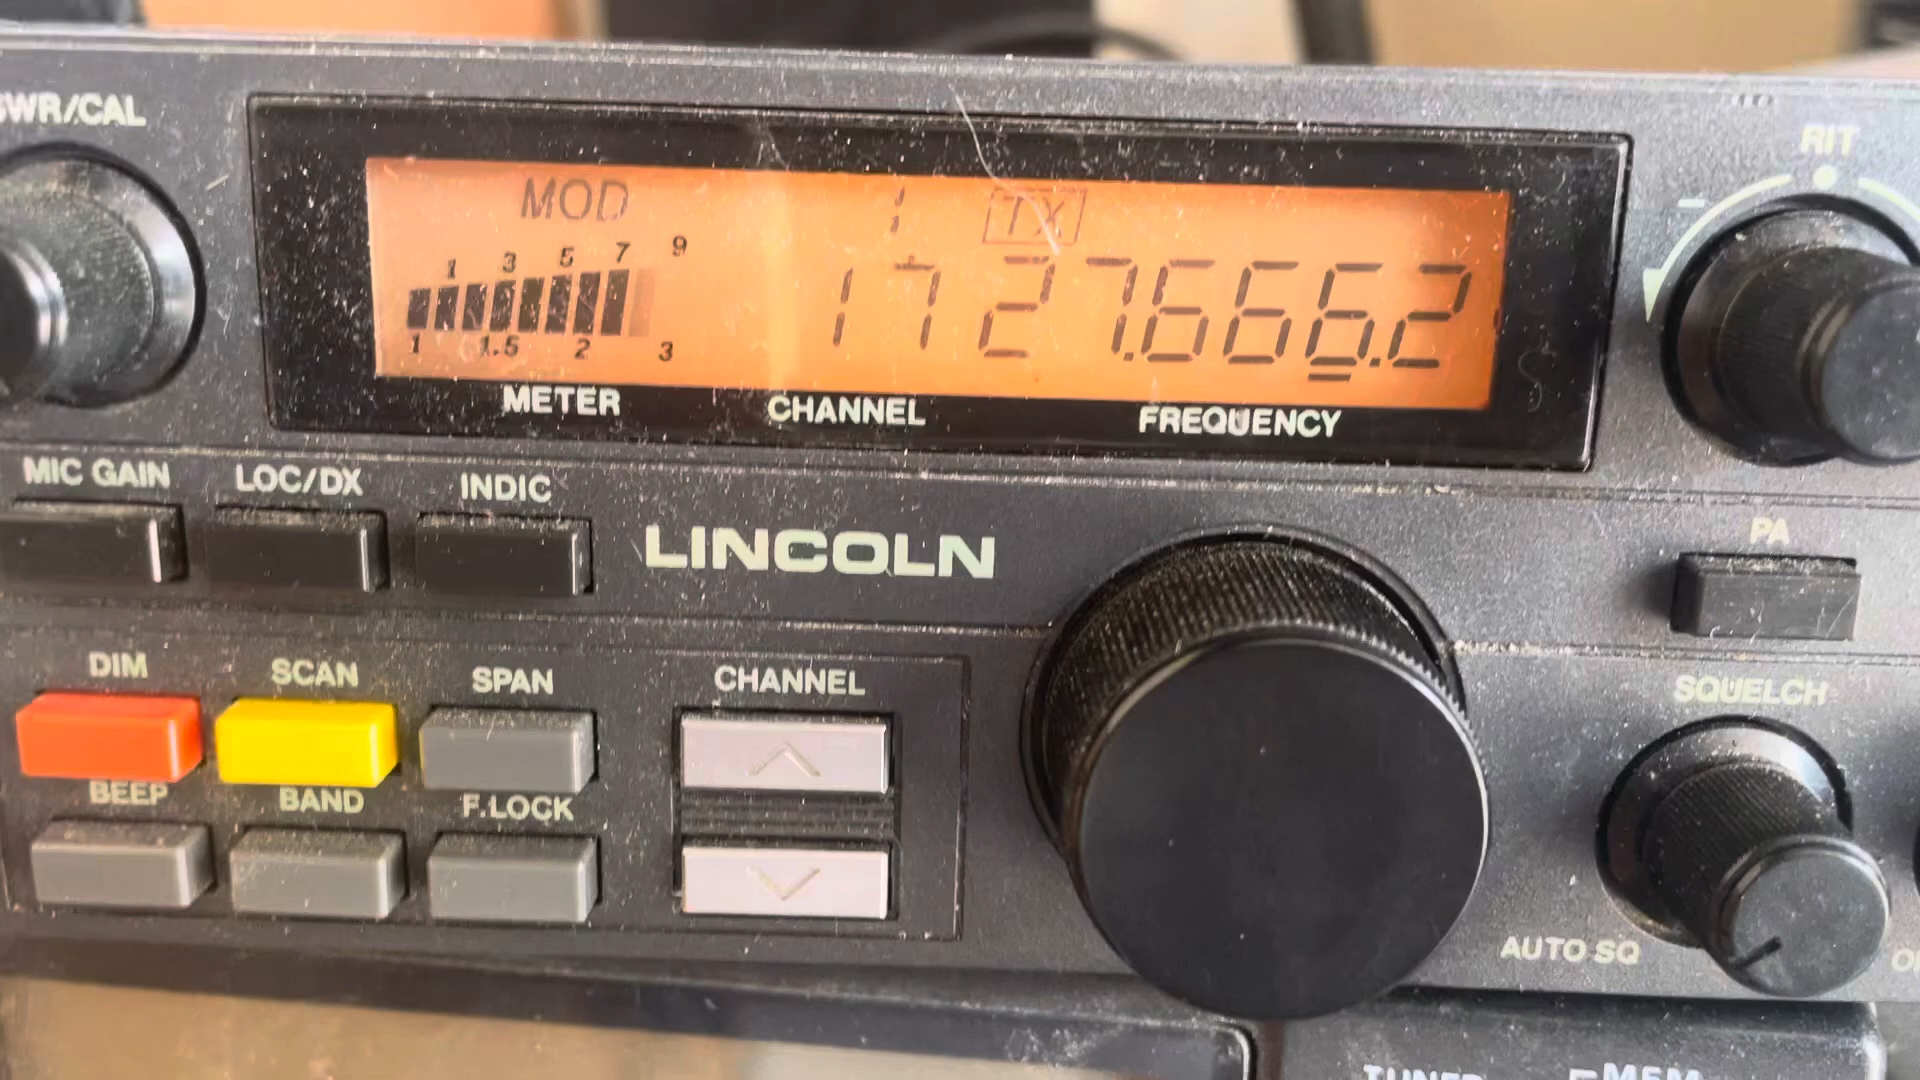 SWR/CAL
RIT
MOD
1
TX
1 3 5 7 9
17
27.666.2
1 1.5 2 3
METER
CHANNEL
FREQUENCY
MIC GAIN
LOC/DX
INDIC
LINCOLN
PA
DIM
SCAN
SPAN
CHANNEL
SQUELCH
BEEP
BAND
F.LOCK
AUTO SQ